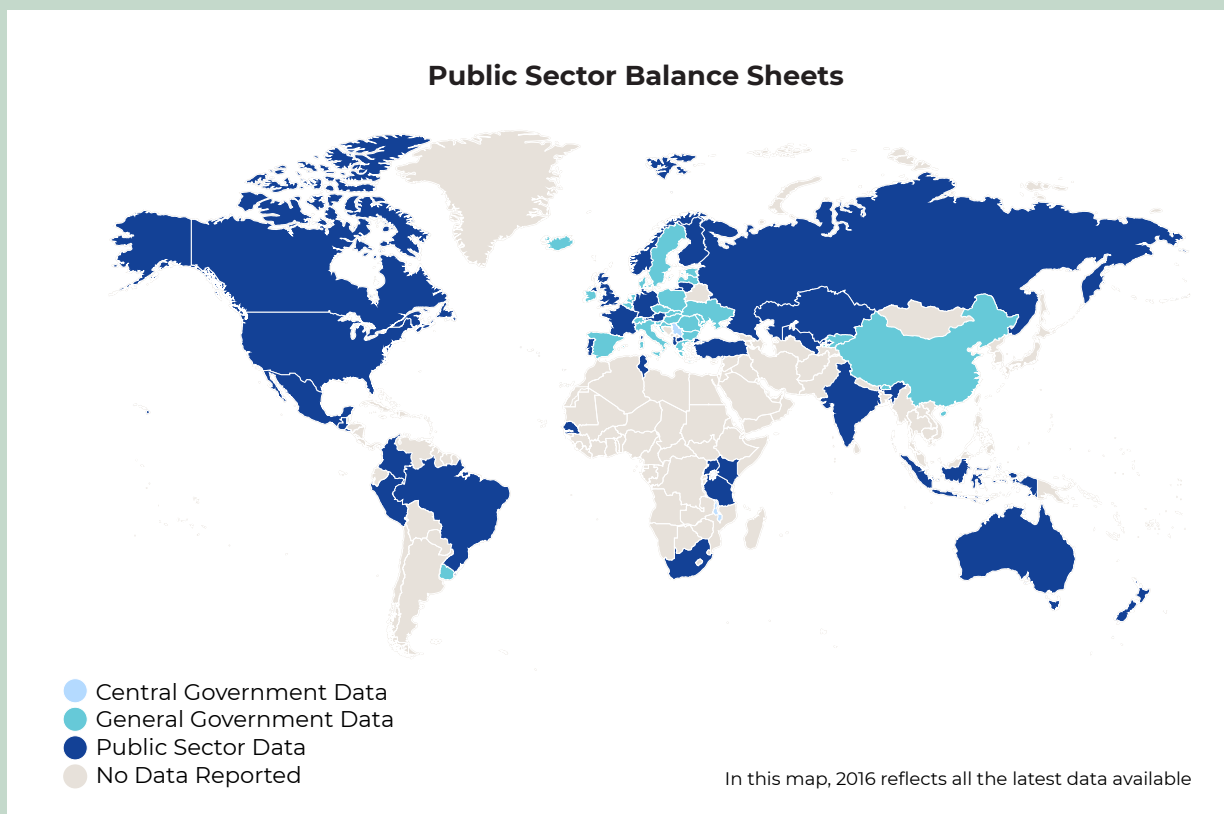 Public Sector Balance Sheets
Central Government Data
General Government Data
Public Sector Data
No Data Reported
In this map, 2016 reflects all the latest data available